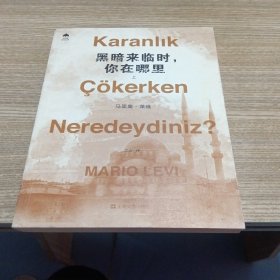 Karanlık
黑暗来临时，
你在哪里
上
Çökerken
马里奥·莱维
Neredeydiniz?
MARIO LEVI